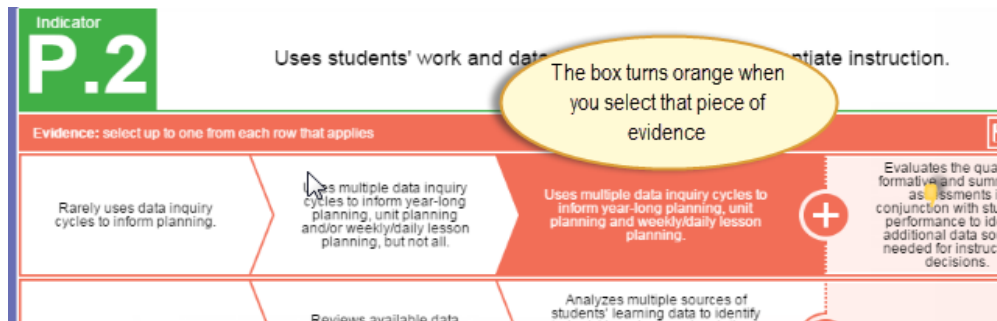 Indicator
P.2
Uses students' work and data
ntiate instruction.
The box turns orange when
you select that piece of
evidence
Evidence: select up to one from each row that applies
Rarely uses data inquiry
cycles to inform planning.
Uses multiple data inquiry
cycles to inform year-long
planning, unit planning
and/or weekly/daily lesson
planning, but not all.
Uses multiple data inquiry cycles to
inform year-long planning, unit
planning and weekly/daily lesson
planning.
Evaluates the qua
formative and summ
assessments i
conjunction with stu
performance to id
additional data so
needed for instruc
decisions.
Reviews available data
Analyzes multiple sources of
students' learning data to identify